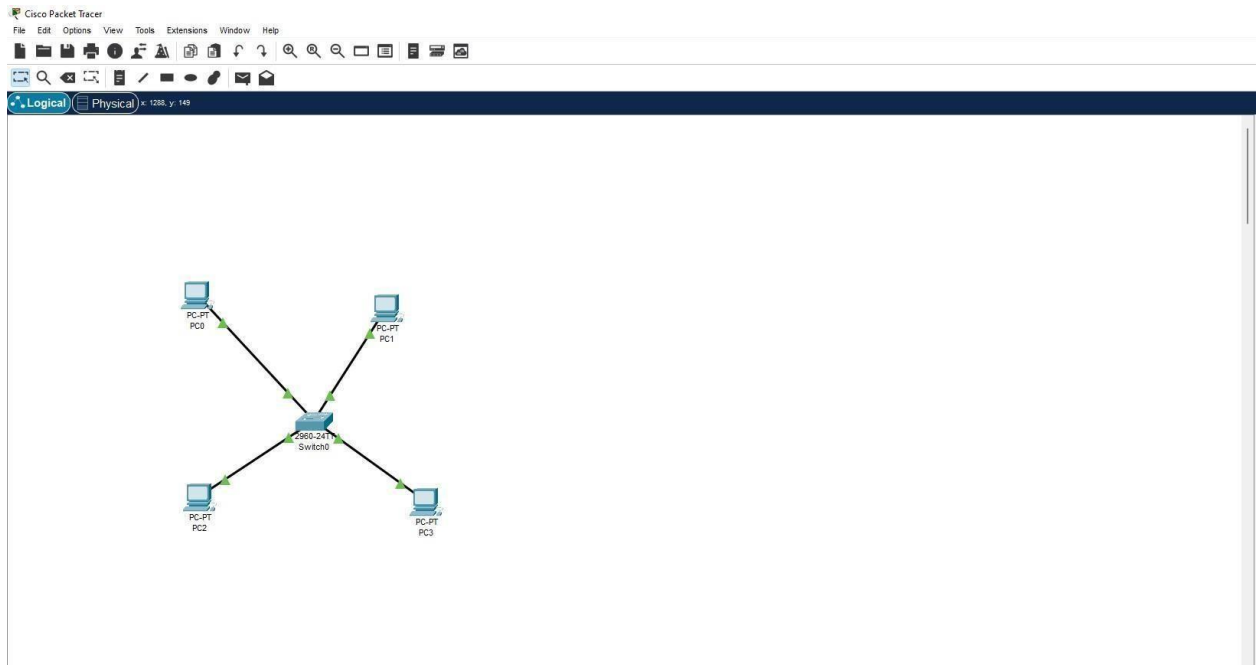 Cisco Packet Tracer
File Edit Options View Tools Extensions Window Help
Logical Physical x: 1288, y: 149
PC-PT
PC0
PC-PT
PC1
2960-24TT
Switch0
PC-PT
PC2
PC-PT
PC3